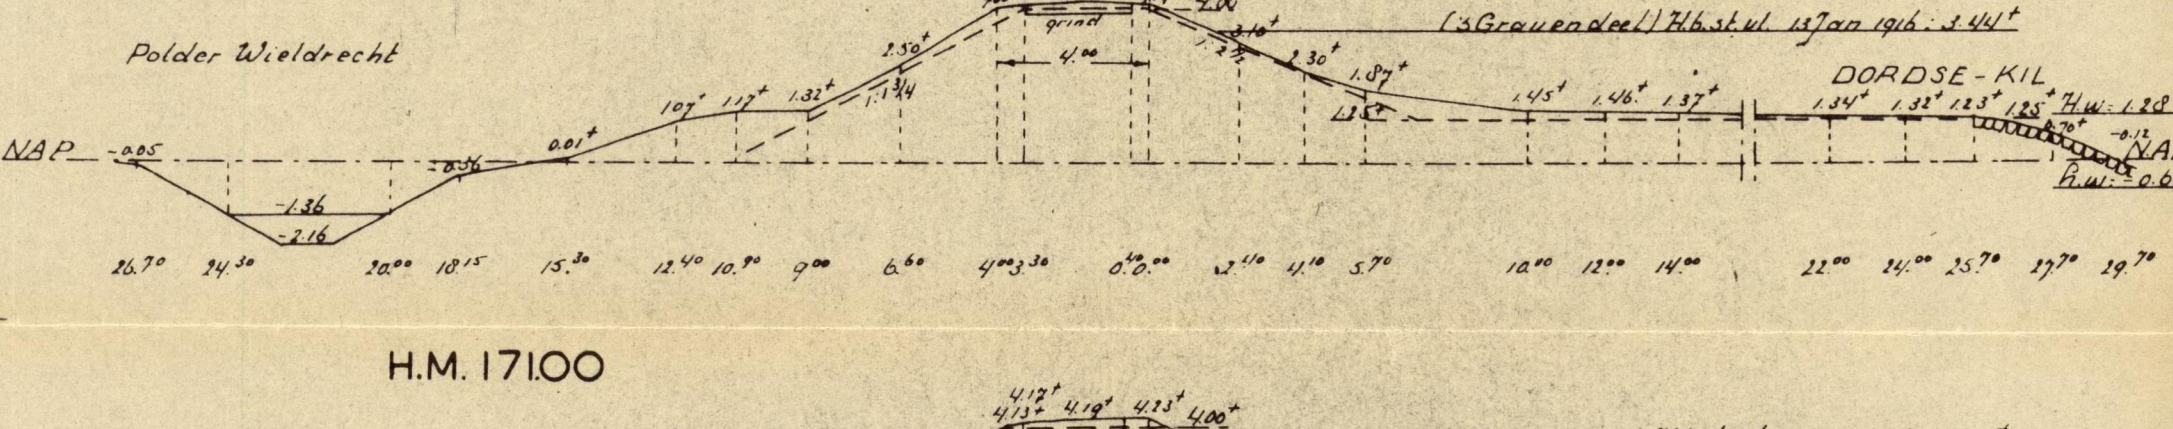 grind
('s Gravendeel) H.b.st.vl. 13 Jan 1916: 3.44+
Polder Wieldrecht
2.50+
4.00
3.10+
1:2½
2.30+
1.87+
DORDSE-KIL
1.07+ 1.17+ 1.32+
1:1¾
1.25+
1.45+ 1.46+ 1.37+
1.34+ 1.32+ 1.23+ 1.25+ H.w=1.28
0.70+
-0.12
NAP -0.05
-0.56
0.01+
N.A.
l.w.=-0.6
-1.36
-2.16
26.70 24.30 20.00 18.15 15.30 12.40 10.90 9.00 6.60 4.00 3.30 0.40 0.00 2.40 4.10 5.70 10.00 12.00 14.00 22.00 24.00 25.70 27.70 29.70
H.M. 171.00
4.17+
4.13+ 4.19+ 4.23+ 4.00+